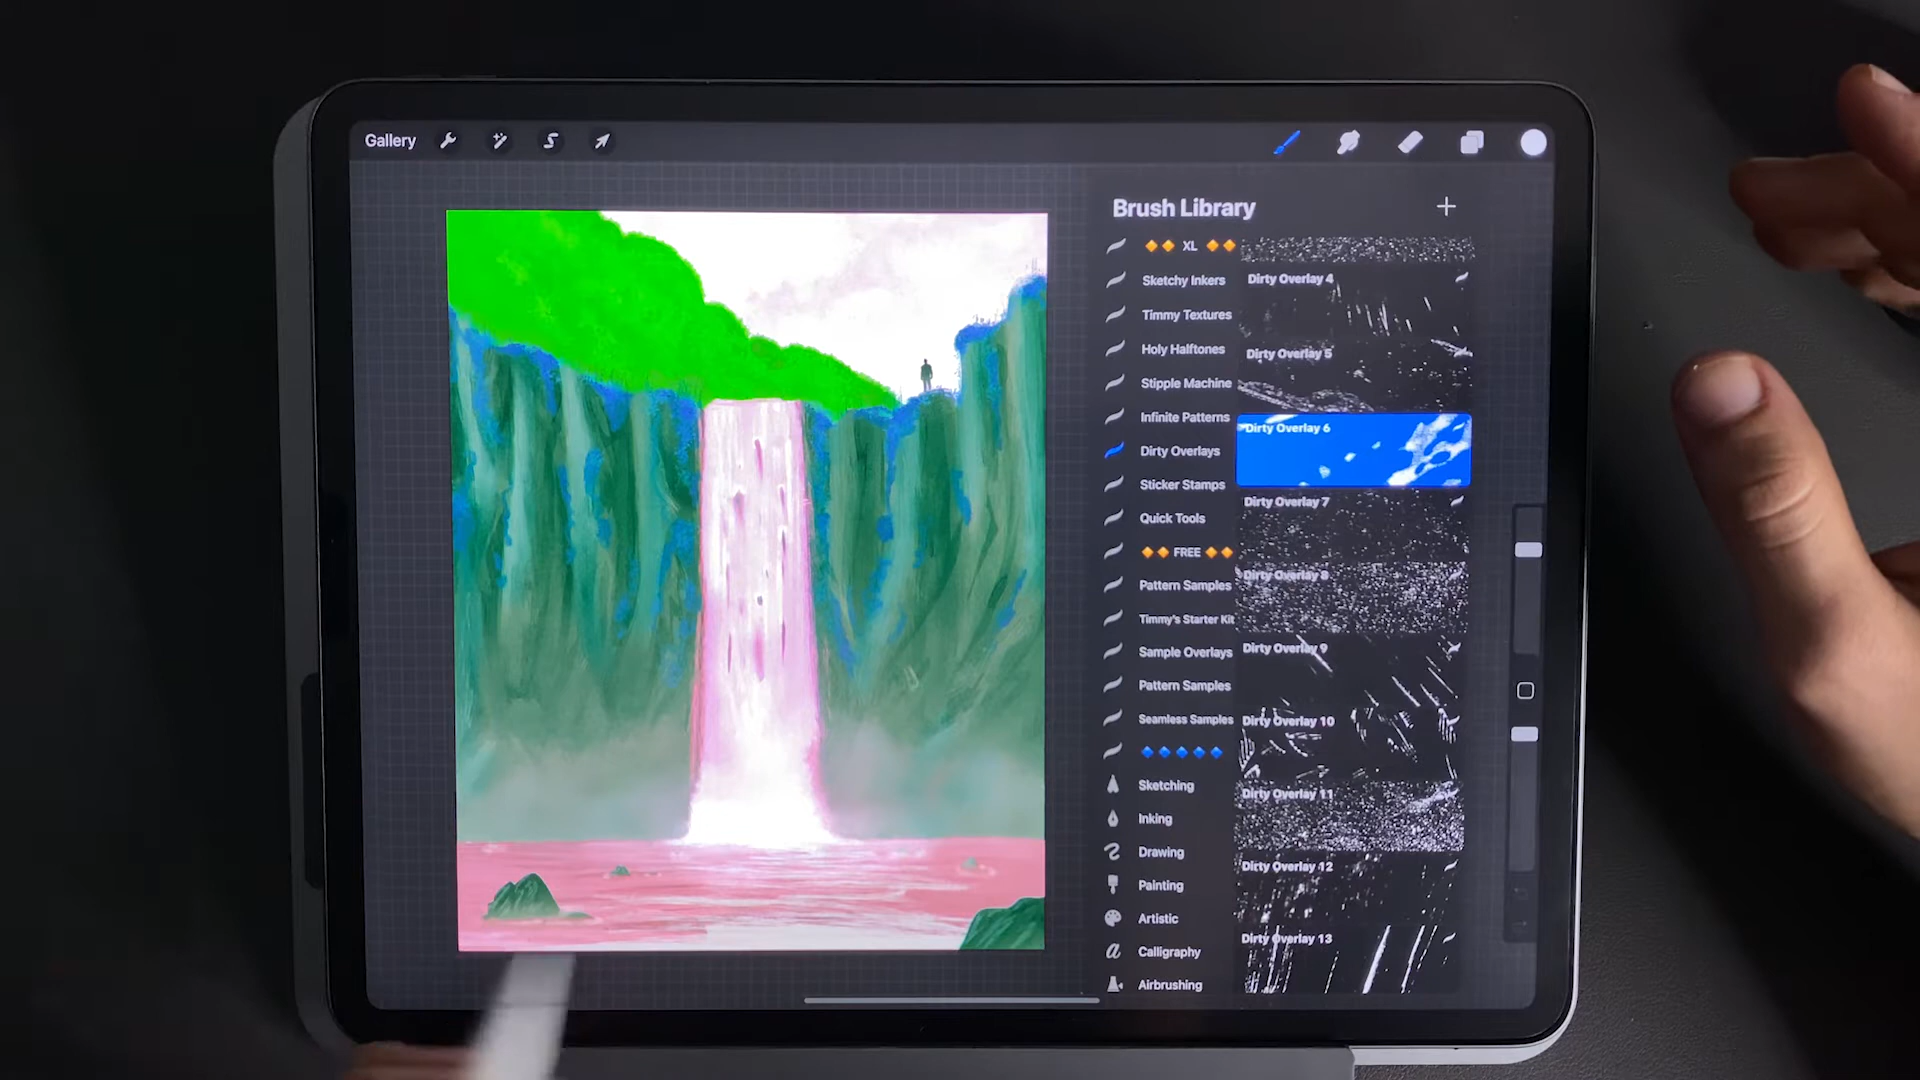 Gallery
Brush Library
XL
Sketchy Inkers
Timmy Textures
Holy Halftones
Stipple Machine
Infinite Patterns
Dirty Overlays
Sticker Stamps
Quick Tools
FREE
Pattern Samples
Timmy's Starter Kit
Sample Overlays
Pattern Samples
Seamless Samples
Sketching
Inking
Drawing
Painting
Artistic
Calligraphy
Airbrushing
Dirty Overlay 4
Dirty Overlay 5
Dirty Overlay 6
Dirty Overlay 7
Dirty Overlay 8
Dirty Overlay 9
Dirty Overlay 10
Dirty Overlay 11
Dirty Overlay 12
Dirty Overlay 13